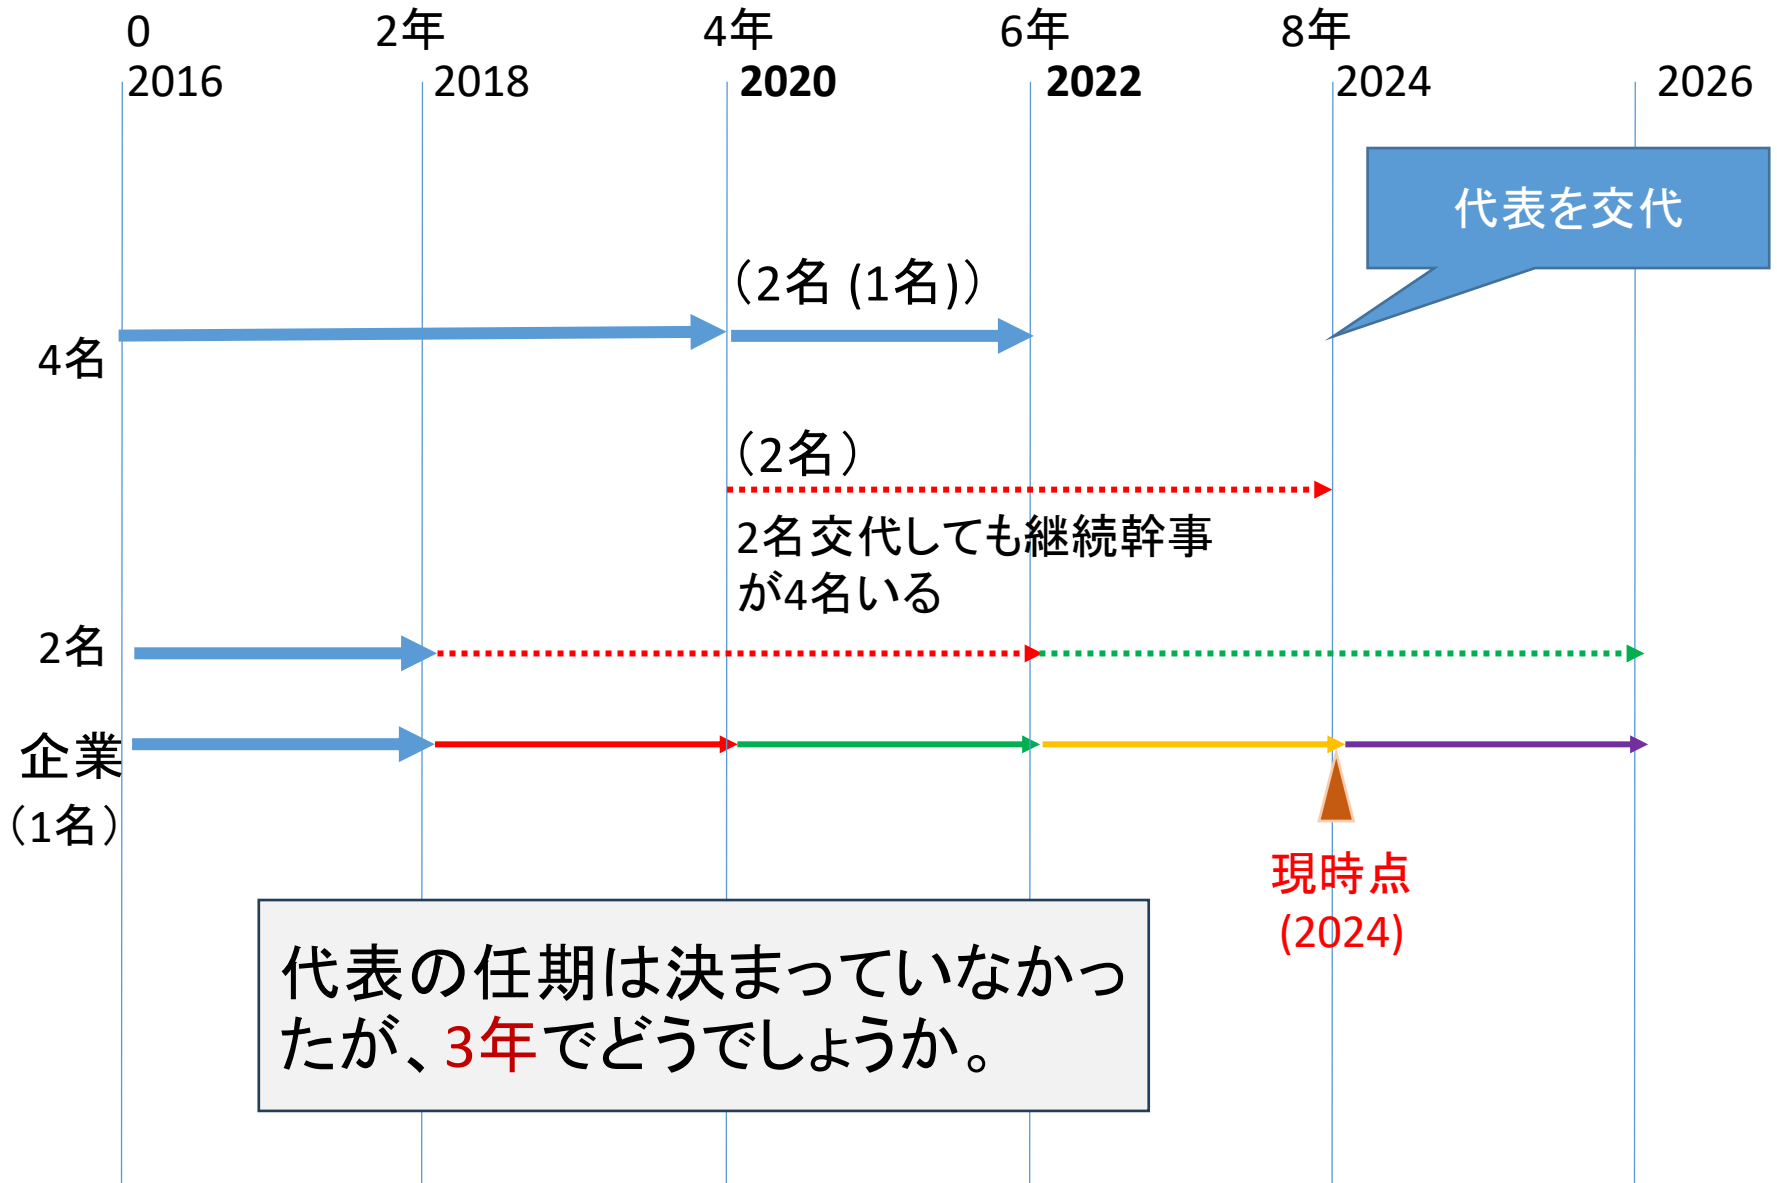 0 2年 4年 6年 8年
2016 2018 2020 2022 2024 2026
代表を交代
（2名 (1名)）
4名
（2名）
2名交代しても継続幹事
が4名いる
2名
企業
（1名）
現時点
(2024)
代表の任期は決まっていなかっ
たが、3年でどうでしょうか。